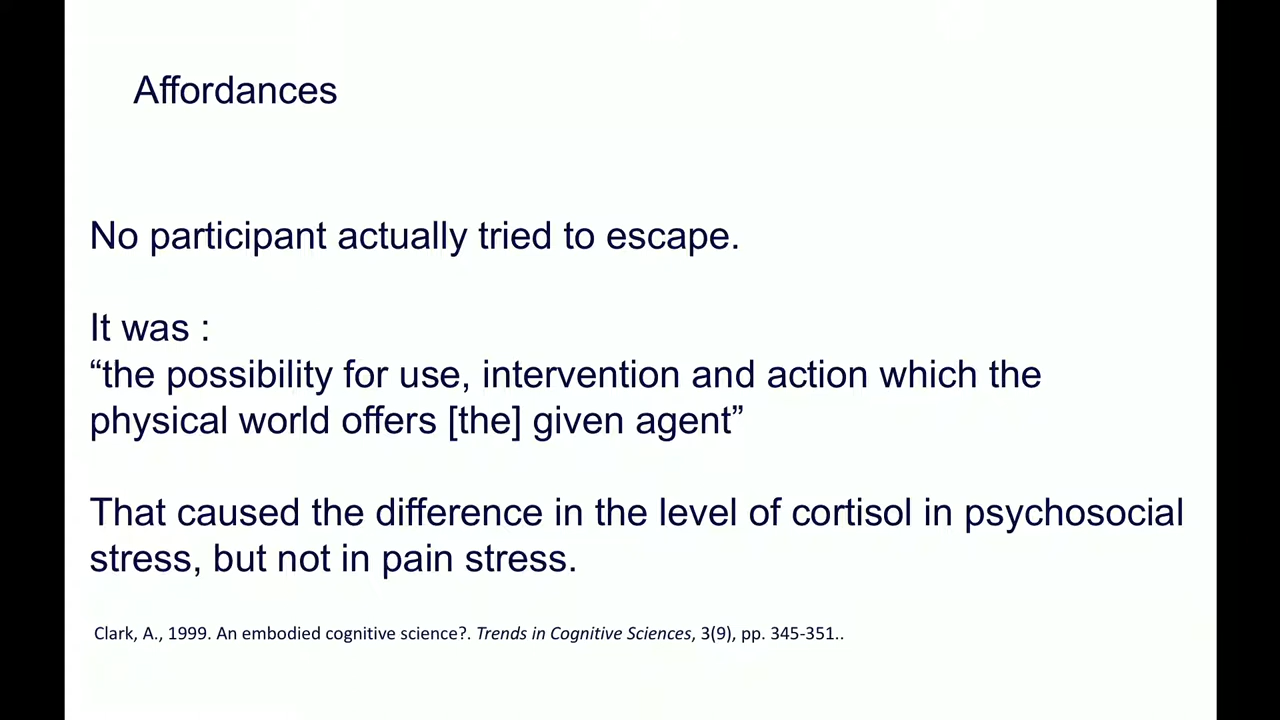 Affordances
No participant actually tried to escape.
It was :
“the possibility for use, intervention and action which the
physical world offers [the] given agent”
That caused the difference in the level of cortisol in psychosocial
stress, but not in pain stress.
Clark, A., 1999. An embodied cognitive science?. Trends in Cognitive Sciences, 3(9), pp. 345-351..